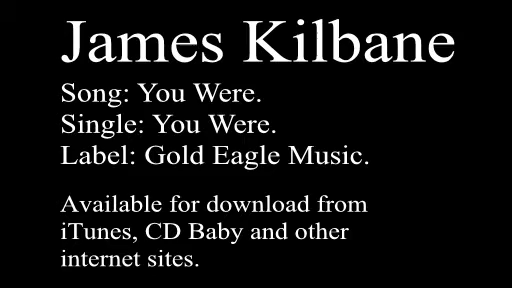 James Kilbane
Song: You Were.
Single: You Were.
Label: Gold Eagle Music.
Available for download from
iTunes, CD Baby and other
internet sites.